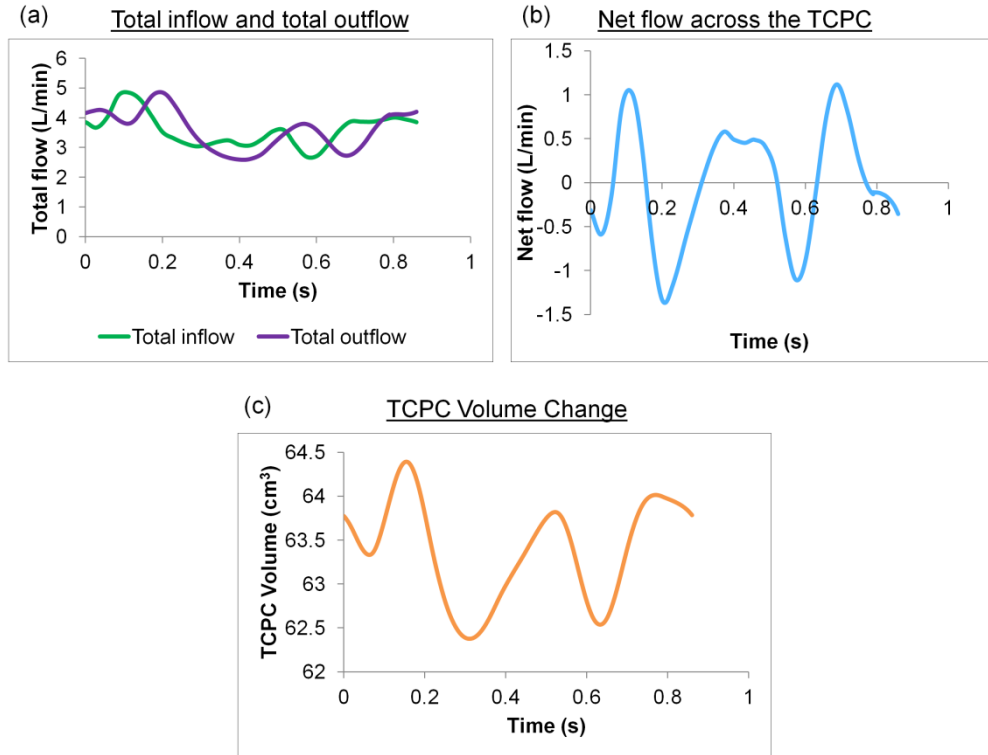 (a) Total inflow and total outflow
Total flow (L/min)
6
5
4
3
2
1
0
0 0.2 0.4 0.6 0.8 1
Time (s)
Total inflow Total outflow
(b) Net flow across the TCPC
Net flow (L/min)
1.5
1
0.5
0
-0.5
-1
-1.5
0 0.2 0.4 0.6 0.8 1
Time (s)
(c) TCPC Volume Change
TCPC Volume (cm³)
64.5
64
63.5
63
62.5
62
0 0.2 0.4 0.6 0.8 1
Time (s)